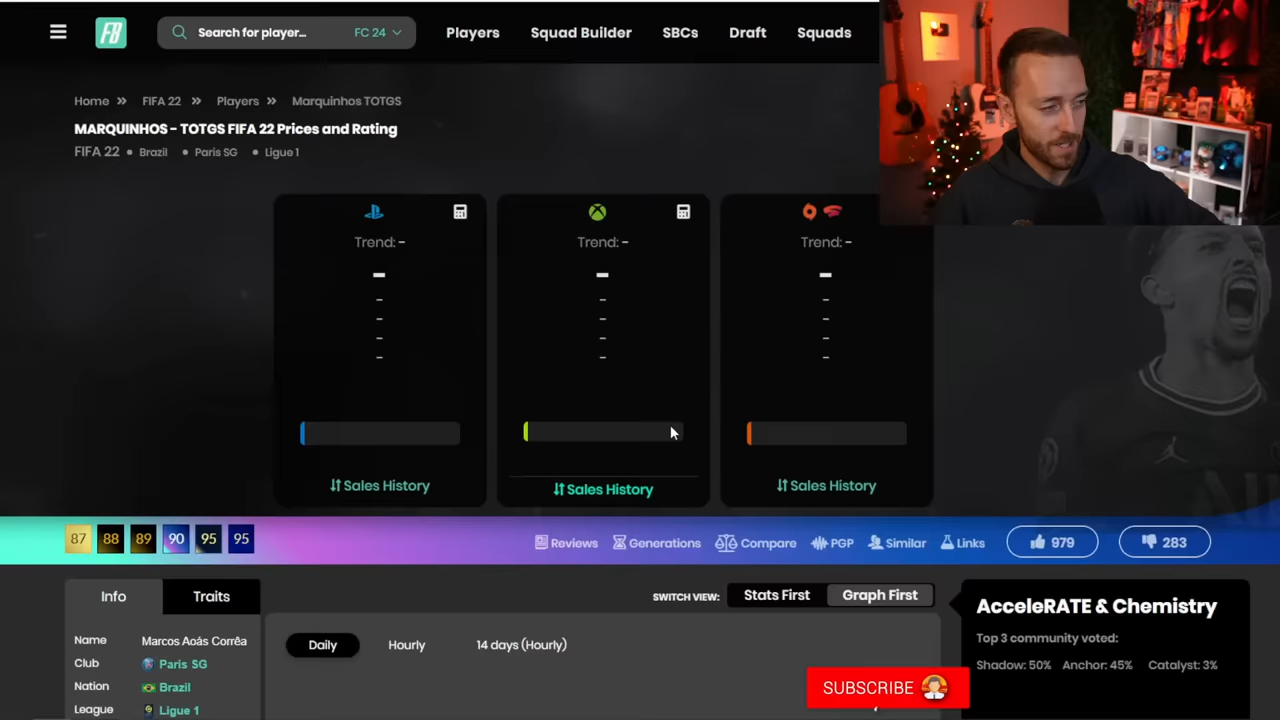 FB
Search for player...
FC 24
Players
Squad Builder
SBCs
Draft
Squads
Home » FIFA 22 » Players » Marquinhos TOTGS
MARQUINHOS - TOTGS FIFA 22 Prices and Rating
FIFA 22 • Brazil • Paris SG • Ligue 1
Trend: -
-
-
-
-
-
Sales History
Trend: -
-
-
-
-
-
Sales History
Trend: -
-
-
-
-
-
Sales History
87 88 89 90 95 95
Reviews Generations Compare PGP Similar Links 979 283
Info Traits
Name Marcos Aoás Corrêa
Club Paris SG
Nation Brazil
League Ligue 1
SWITCH VIEW: Stats First Graph First
Daily Hourly 14 days (Hourly)
AcceleRATE & Chemistry
Top 3 community voted:
Shadow: 50% Anchor: 45% Catalyst: 3%
SUBSCRIBE